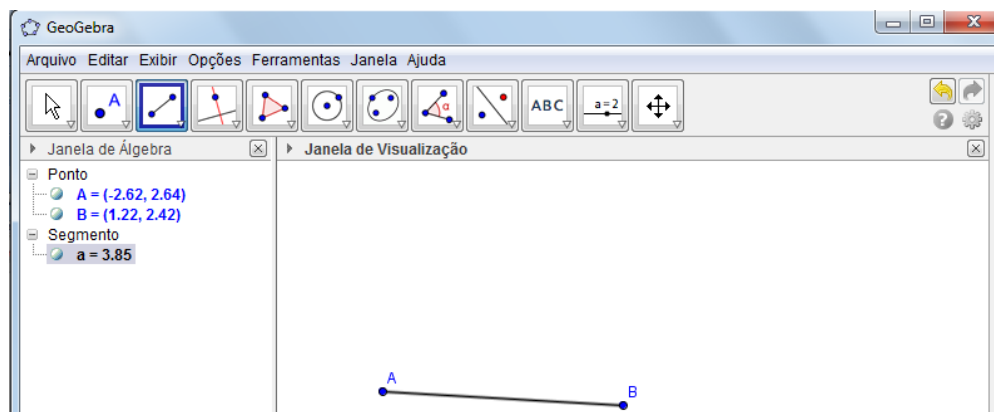 GeoGebra
Arquivo Editar Exibir Opções Ferramentas Janela Ajuda
A α ABC a=2
Janela de Álgebra
Janela de Visualização
Ponto
A = (-2.62, 2.64)
B = (1.22, 2.42)
Segmento
a = 3.85
A
B